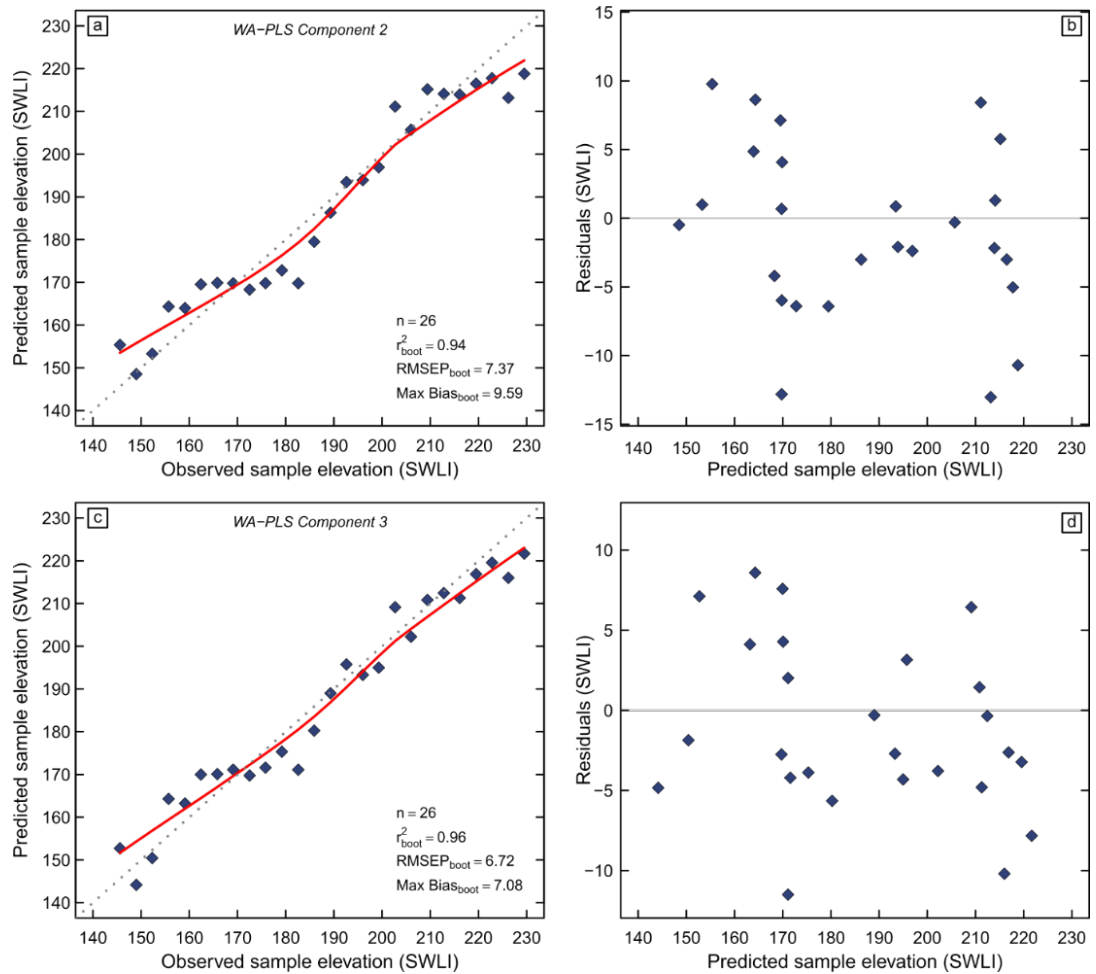 a
WA−PLS Component 2
230
220
210
200
190
180
170
160
150
140
Predicted sample elevation (SWLI)
n = 26
r²boot = 0.94
RMSEPboot = 7.37
Max Biasboot = 9.59
140 150 160 170 180 190 200 210 220 230
Observed sample elevation (SWLI)
b
15
10
5
0
−5
−10
−15
Residuals (SWLI)
140 150 160 170 180 190 200 210 220 230
Predicted sample elevation (SWLI)
c
WA−PLS Component 3
230
220
210
200
190
180
170
160
150
140
Predicted sample elevation (SWLI)
n = 26
r²boot = 0.96
RMSEPboot = 6.72
Max Biasboot = 7.08
140 150 160 170 180 190 200 210 220 230
Observed sample elevation (SWLI)
d
10
5
0
−5
−10
Residuals (SWLI)
140 150 160 170 180 190 200 210 220 230
Predicted sample elevation (SWLI)